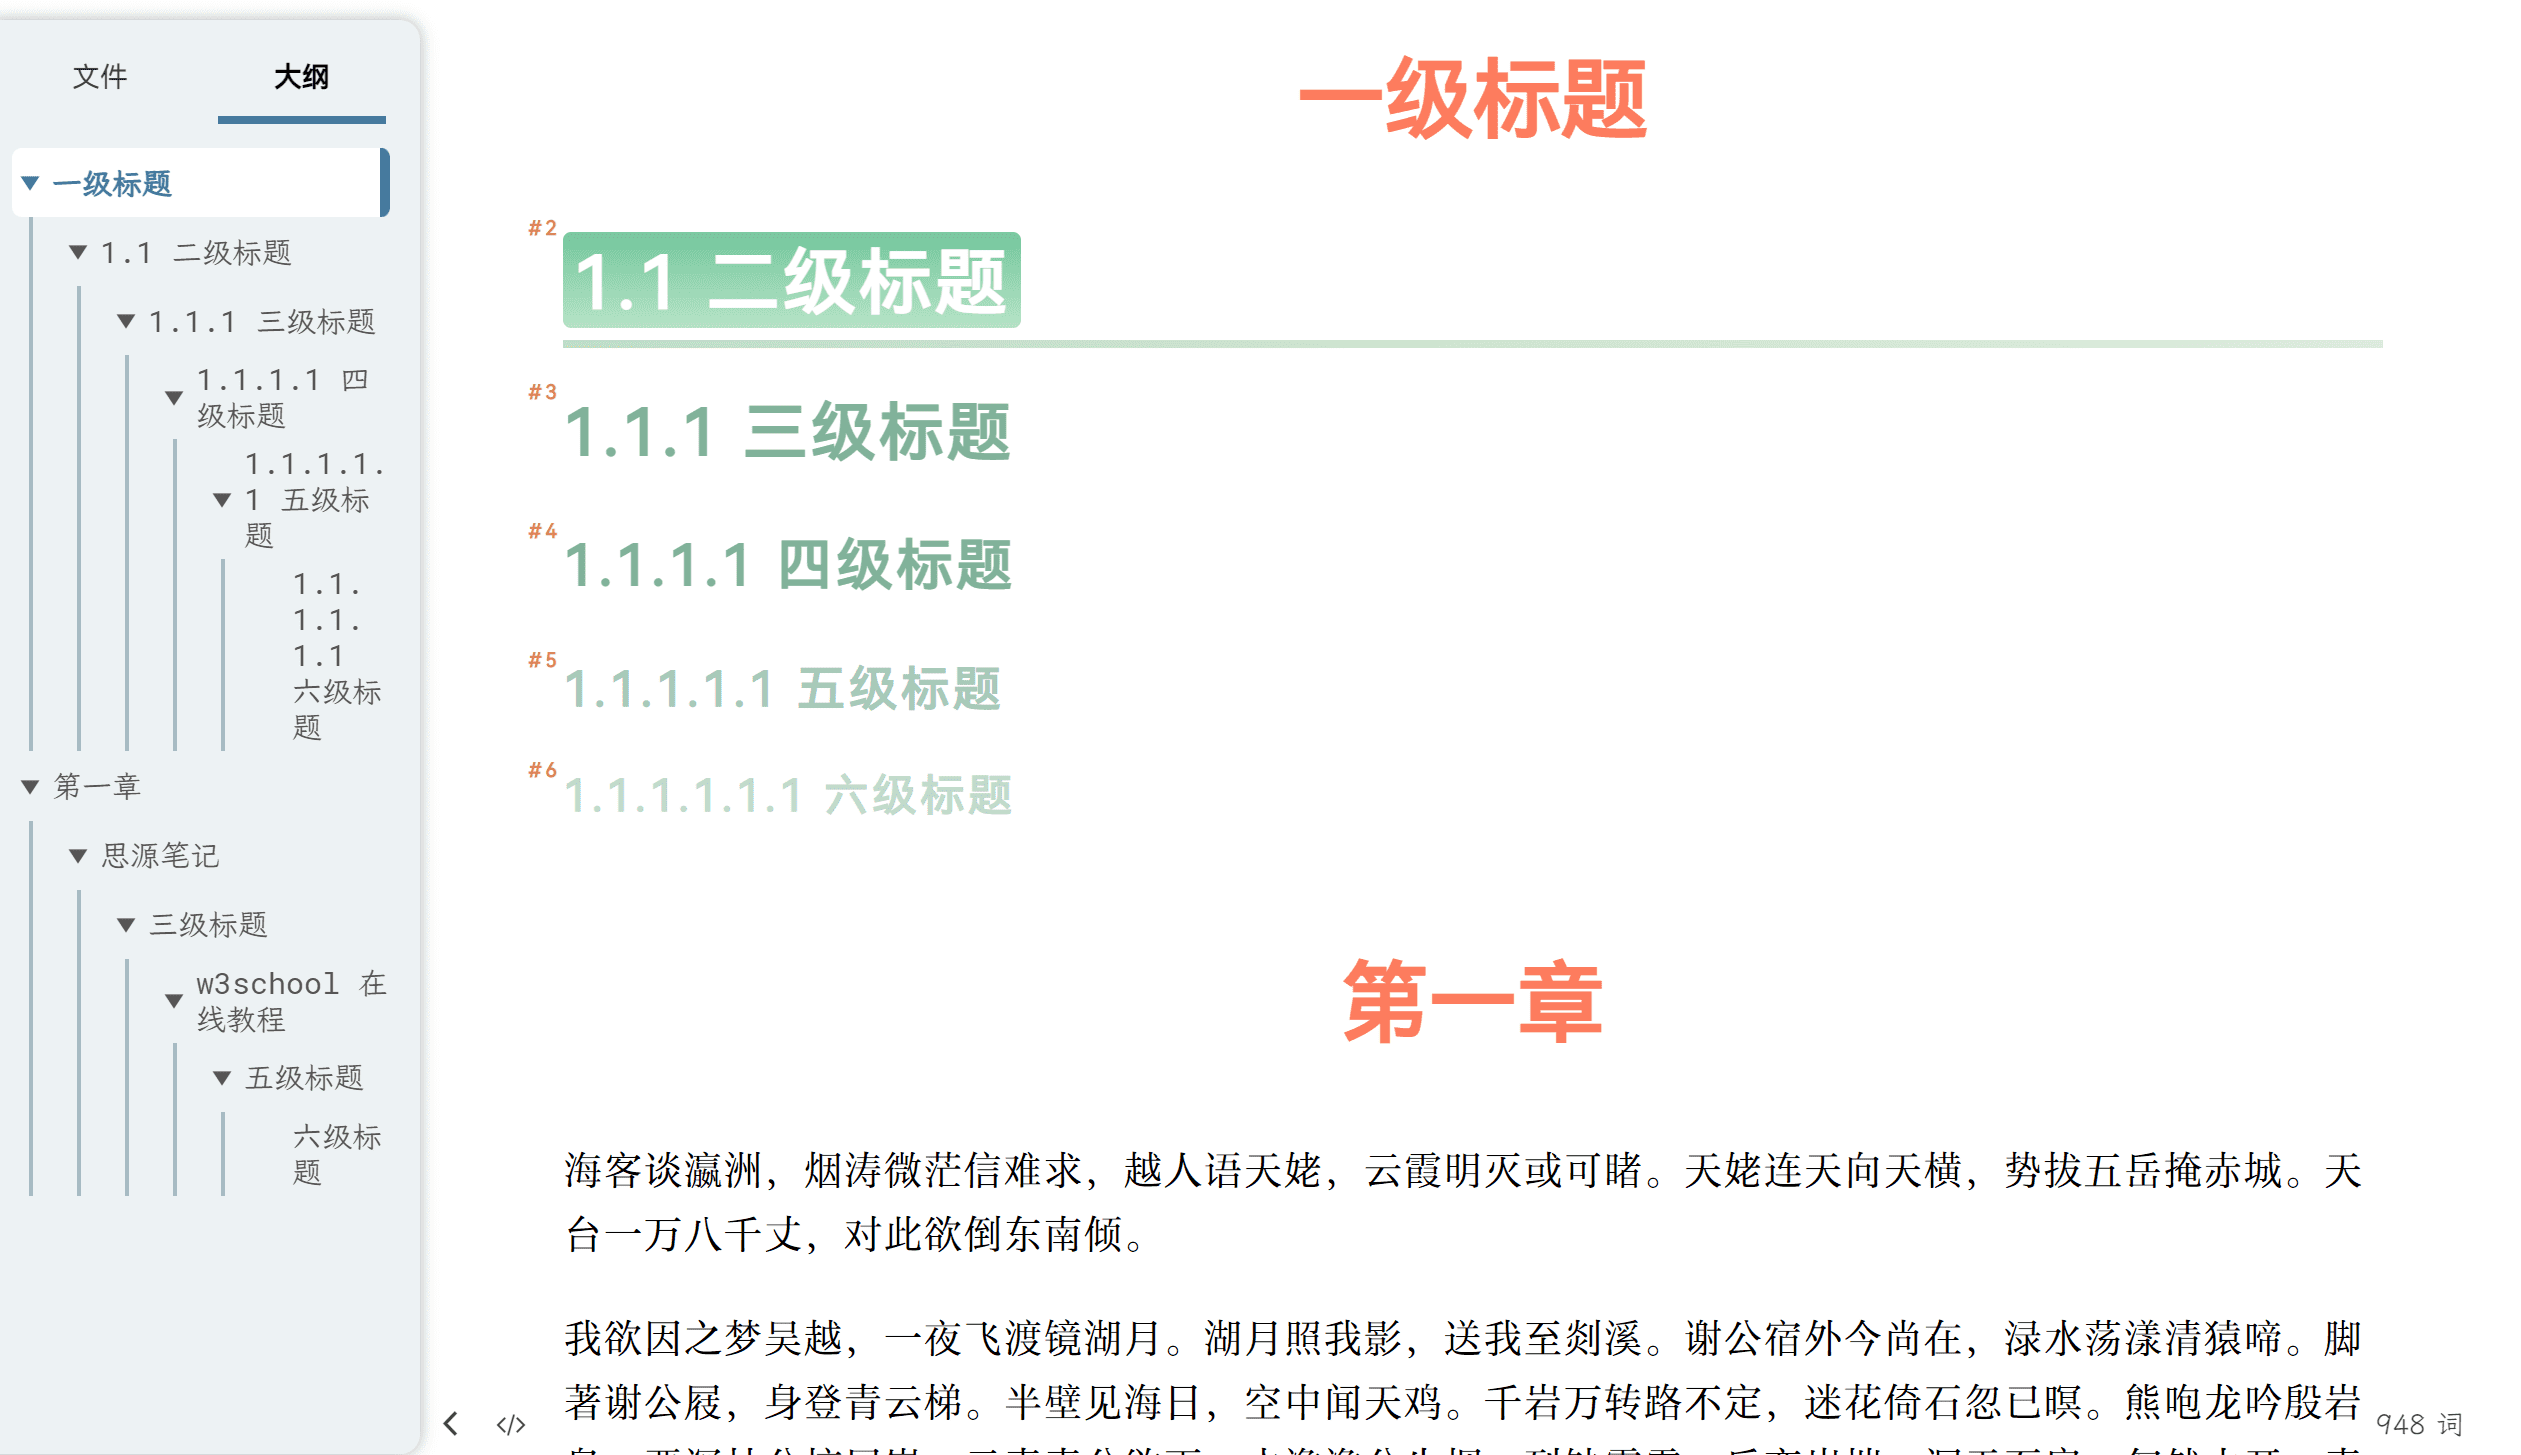 文件
大纲
一级标题
1.1 二级标题
1.1.1 三级标题
1.1.1.1 四
级标题
1.1.1.1.
1 五级标
题
1.1.
1.1.
1.1
六级标
题
第一章
思源笔记
三级标题
w3school 在
线教程
五级标题
六级标
题
一级标题
#2
1.1 二级标题
#3
1.1.1 三级标题
#4
1.1.1.1 四级标题
#5
1.1.1.1.1 五级标题
#6
1.1.1.1.1.1 六级标题
第一章
海客谈瀛洲，烟涛微茫信难求，越人语天姥，云霞明灭或可睹。天姥连天向天横，势拔五岳掩赤城。天
台一万八千丈，对此欲倒东南倾。
我欲因之梦吴越，一夜飞渡镜湖月。湖月照我影，送我至剡溪。谢公宿处今尚在，渌水荡漾清猿啼。脚
著谢公屐，身登青云梯。半壁见海日，空中闻天鸡。千岩万转路不定，迷花倚石忽已暝。熊咆龙吟殷岩
</> 948 词